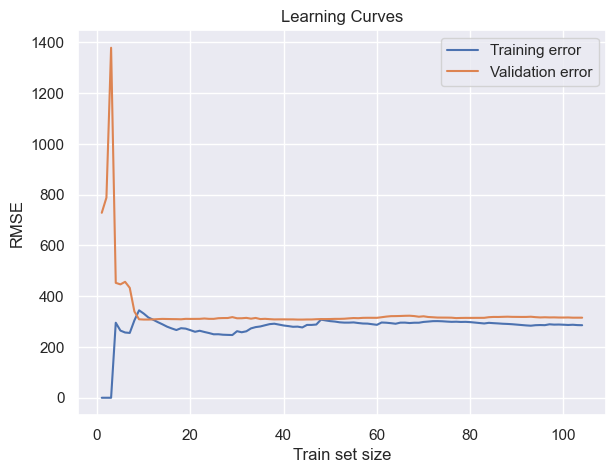 Learning Curves
Training error
Validation error
1400
1200
1000
800
600
400
200
0
RMSE
0 20 40 60 80 100
Train set size